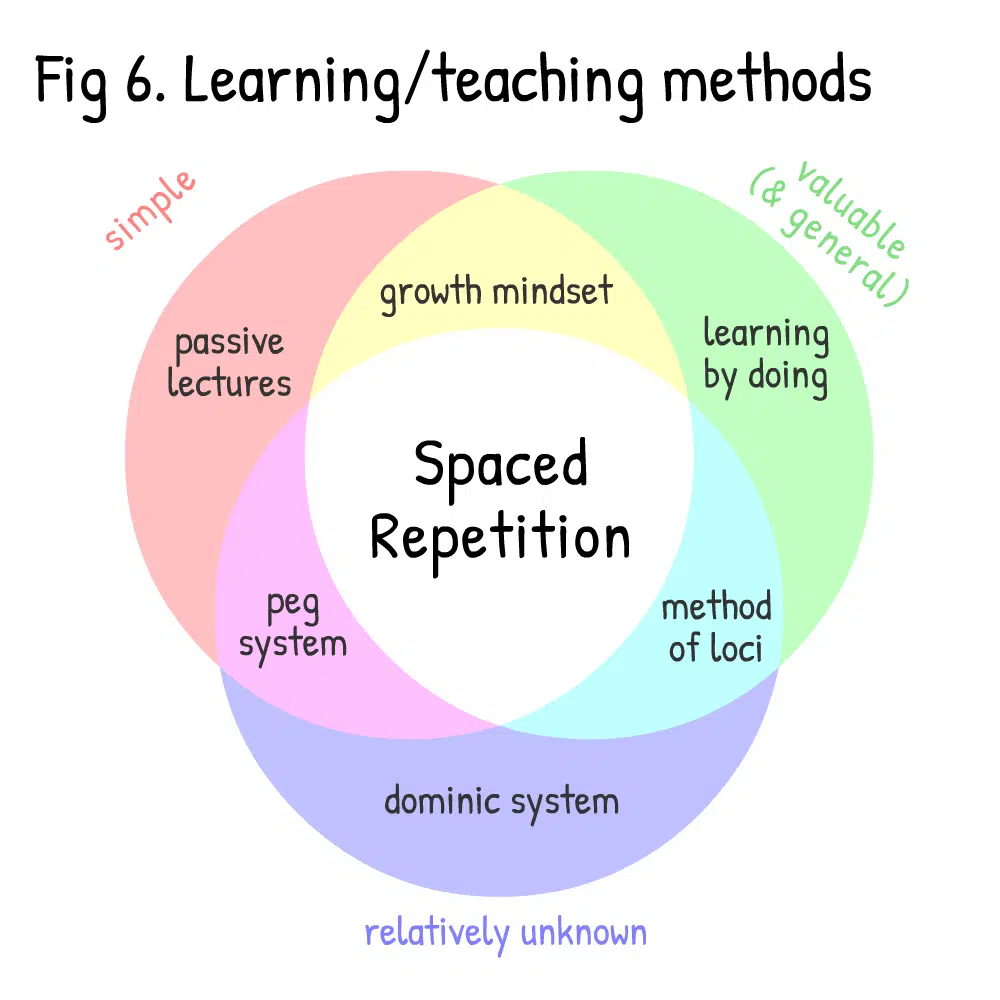 Fig 6. Learning/teaching methods
simple
valuable
(& general)
growth mindset
passive
lectures
learning
by doing
Spaced
Repetition
peg
system
method
of loci
dominic system
relatively unknown